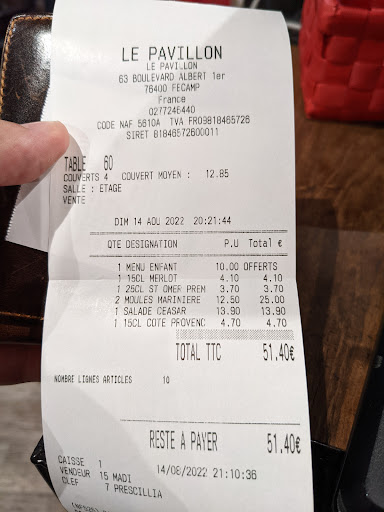 LE PAVILLON
LE PAVILLON
63 BOULEVARD ALBERT 1er
76400 FECAMP
France
0277246440
CODE NAF 5610A TVA FR09818465726
SIRET 81846572600011
TABLE 60
COUVERTS 4 COUVERT MOYEN : 12.85
SALLE : ETAGE
VENTE
DIM 14 AOU 2022 20:21:44
QTE DESIGNATION P.U Total €
1 MENU ENFANT 10.00 OFFERTS
1 15CL MERLOT 4.10 4.10
1 25CL ST OMER PREM 3.70 3.70
2 MOULES MARINIERE 12.50 25.00
1 SALADE CEASAR 13.90 13.90
1 15CL COTE PROVENC 4.70 4.70
TOTAL TTC 51.40€
NOMBRE LIGNES ARTICLES 10
RESTE A PAYER 51.40€
CAISSE 1
VENDEUR 15 MADI 14/08/2022 21:10:36
CLEF 7 PRESCILLIA